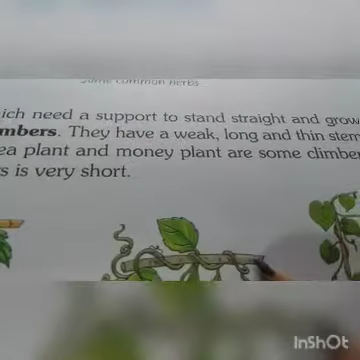 Some common herbs
ich need a support to stand straight and grow
mbers. They have a weak, long and thin stem
ea plant and money plant are some climber
s is very short.
InShOt